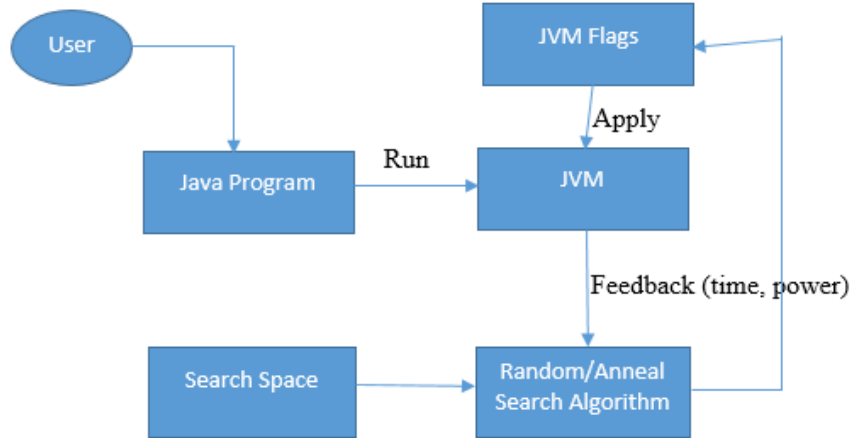 User
JVM Flags
Apply
Java Program
Run
JVM
Feedback (time, power)
Search Space
Random/Anneal
Search Algorithm